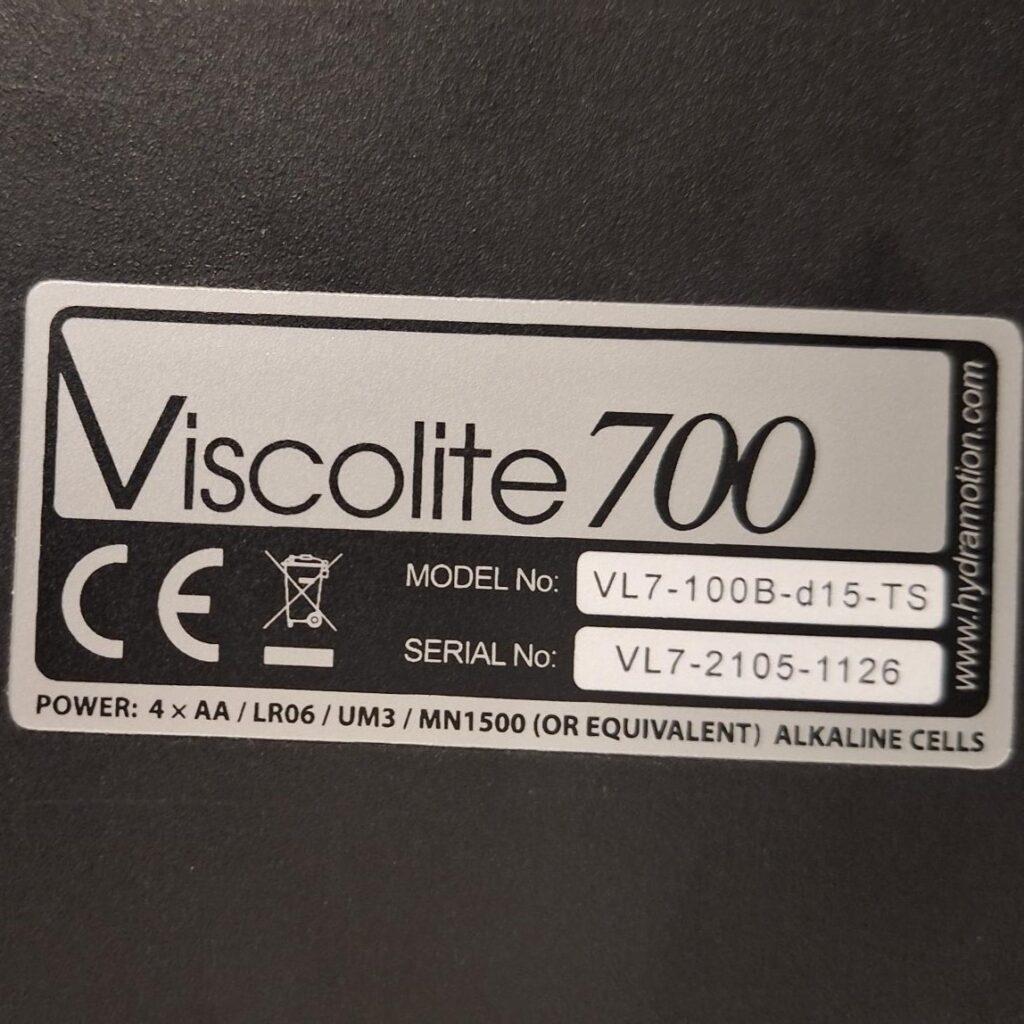 Viscolite 700
MODEL No: VL7-100B-d15-TS
SERIAL No: VL7-2105-1126
POWER: 4 × AA / LR06 / UM3 / MN1500 (OR EQUIVALENT) ALKALINE CELLS
www.hydramotion.com
CE